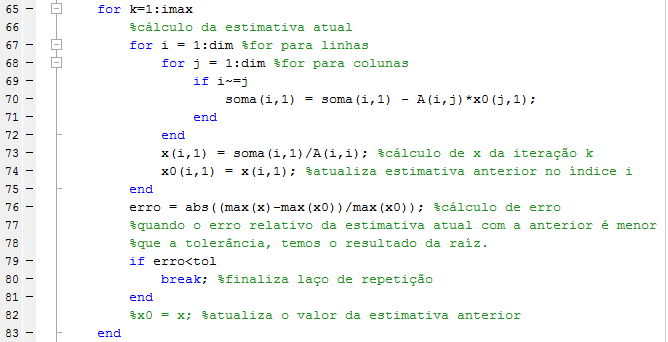 65 - for k=1:imax
66 %cálculo da estimativa atual
67 - for i = 1:dim %for para linhas
68 - for j = 1:dim %for para colunas
69 - if i~=j
70 - soma(i,1) = soma(i,1) - A(i,j)*x0(j,1);
71 - end
72 - end
73 - x(i,1) = soma(i,1)/A(i,i); %cálculo de x da iteração k
74 - x0(i,1) = x(i,1); %atualiza estimativa anterior no índice i
75 - end
76 - erro = abs((max(x)-max(x0))/max(x0)); %cálculo de erro
77 %quando o erro relativo da estimativa atual com a anterior é menor
78 %que a tolerância, temos o resultado da raíz.
79 - if erro<tol
80 - break; %finaliza laço de repetição
81 - end
82 %x0 = x; %atualiza o valor da estimativa anterior
83 - end